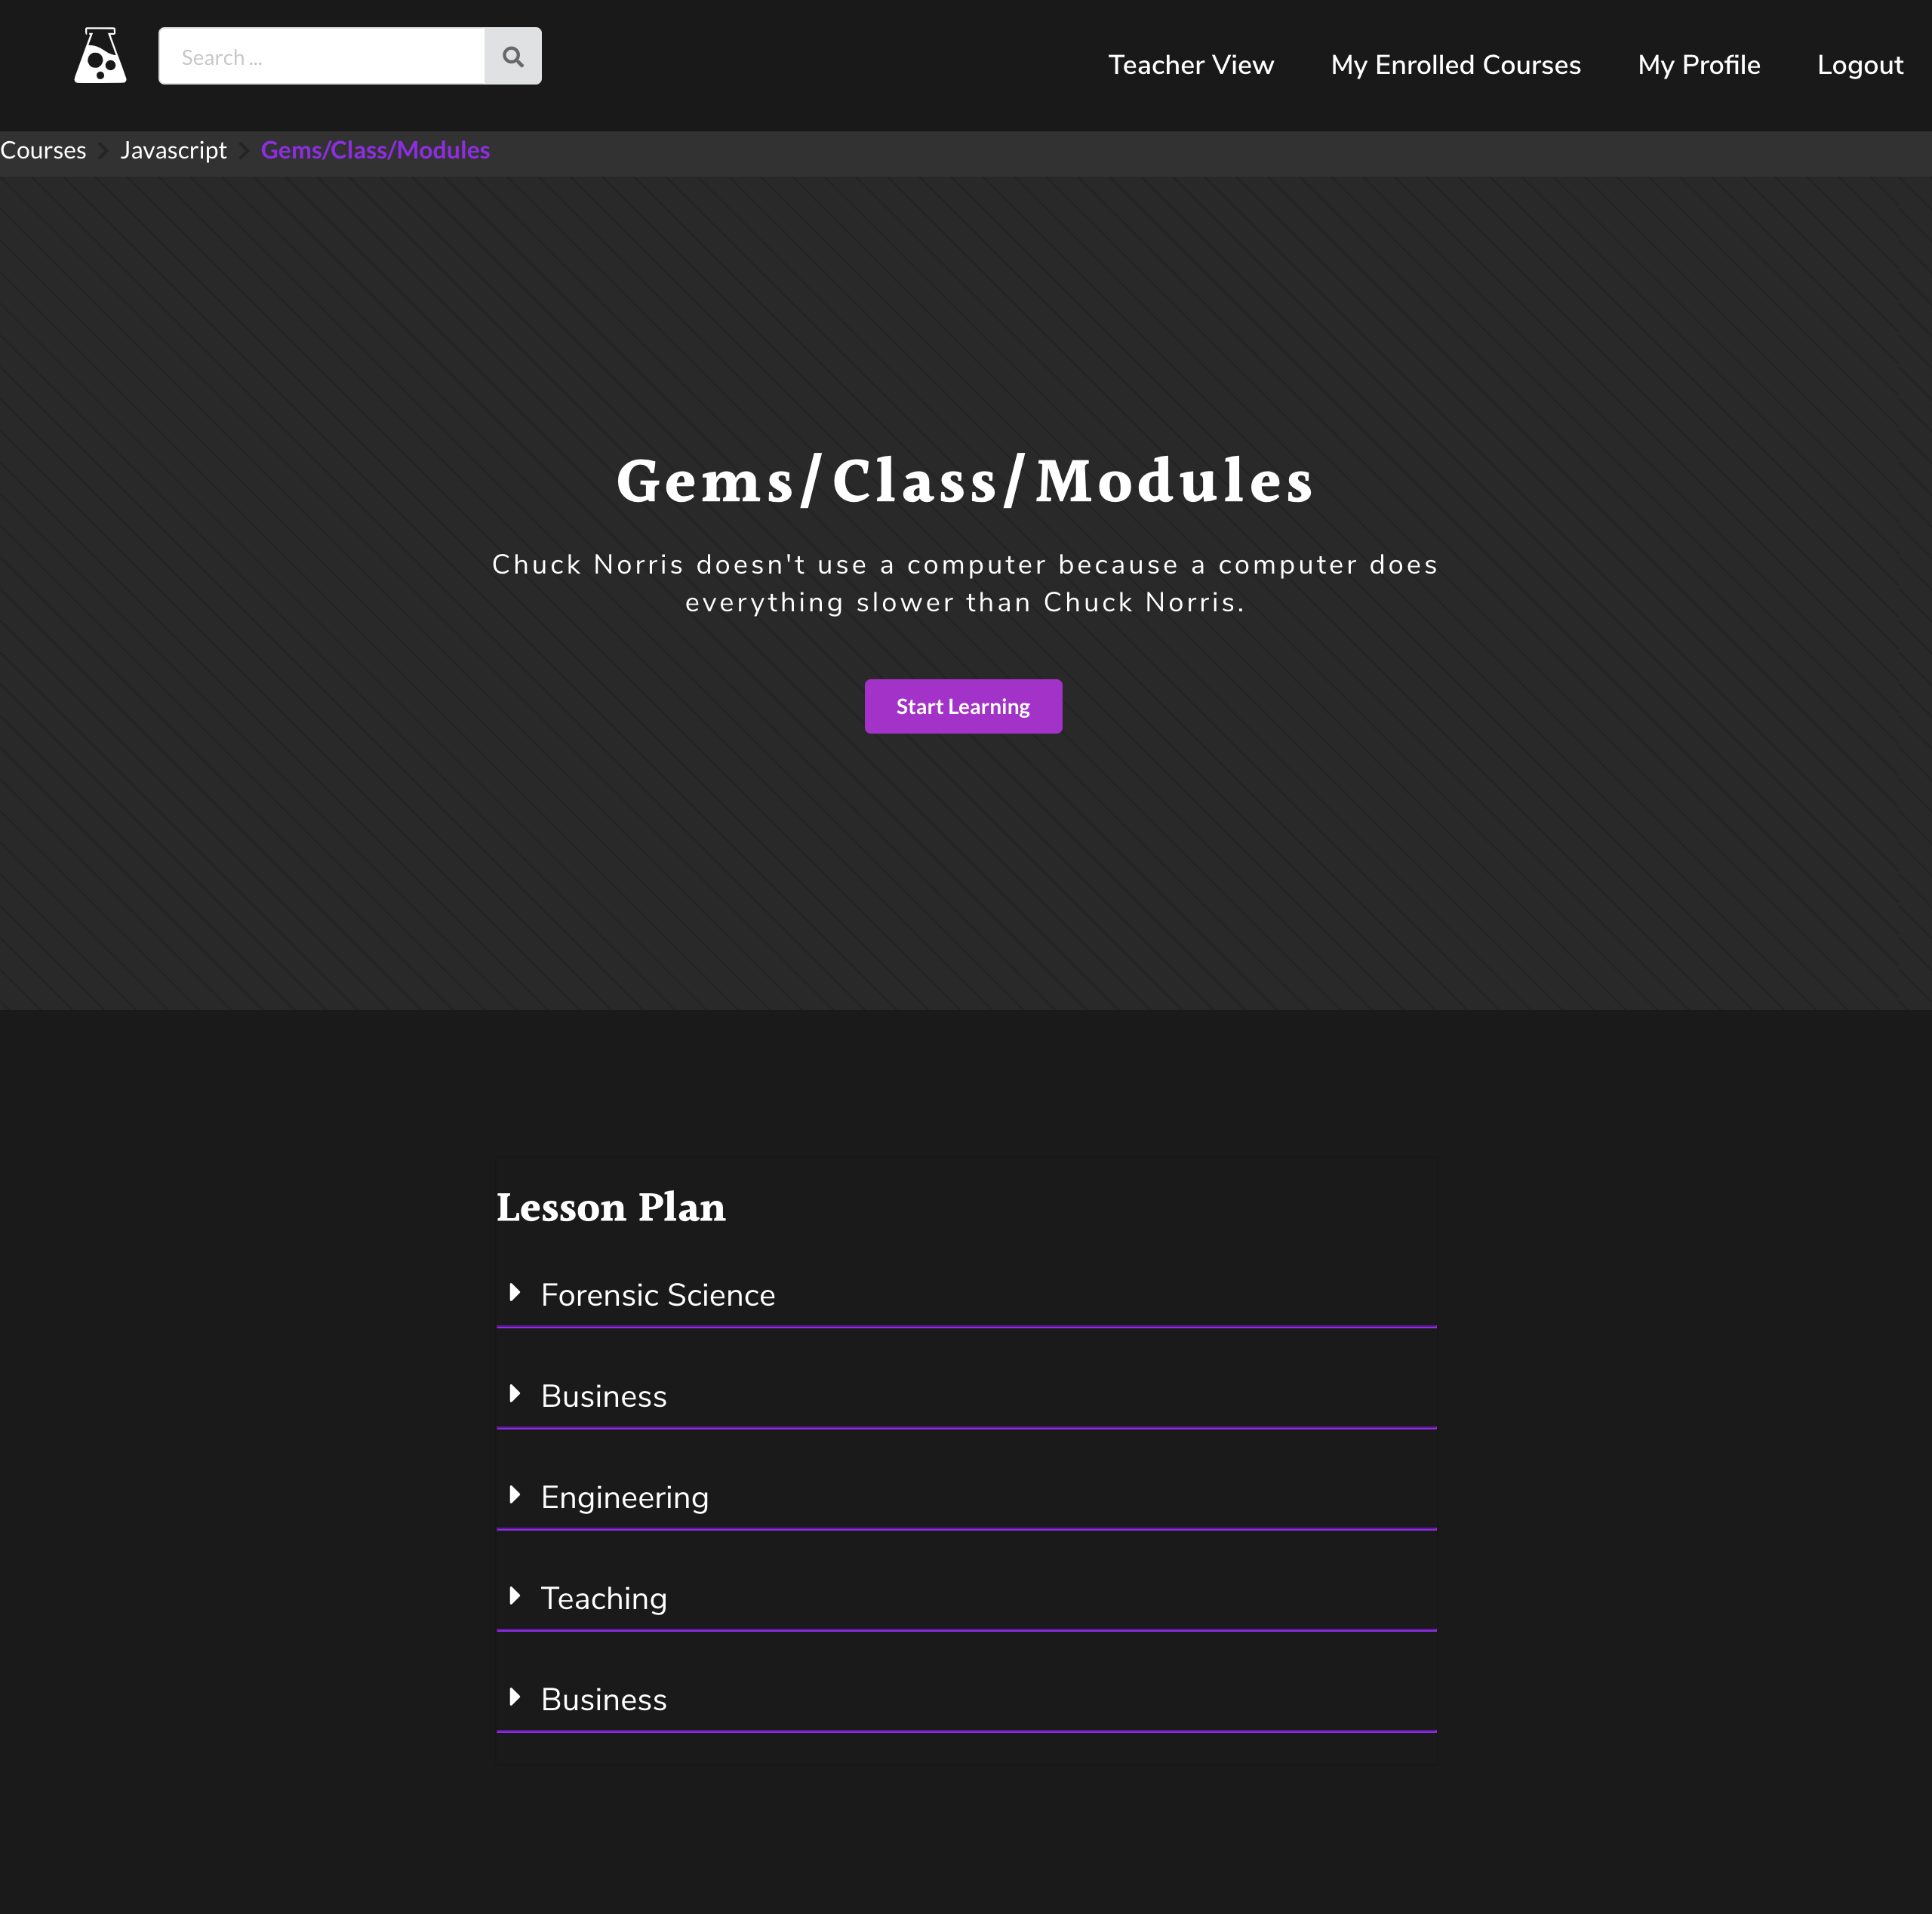 Search ...
Teacher View My Enrolled Courses My Profile Logout
Courses Javascript Gems/Class/Modules
Gems/Class/Modules
Chuck Norris doesn't use a computer because a computer does
everything slower than Chuck Norris.
Start Learning
Lesson Plan
Forensic Science
Business
Engineering
Teaching
Business